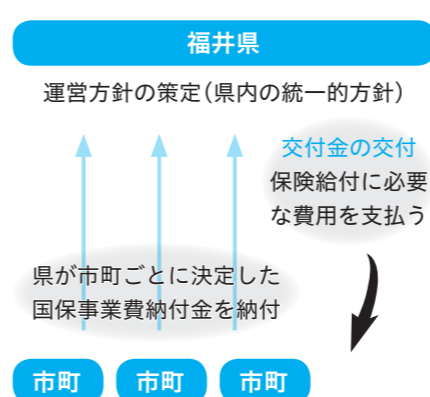 福井県
運営方針の策定（県内の統一的方針）
交付金の交付
保険給付に必要
な費用を支払う
県が市町ごとに決定した
国保事業費納付金を納付
市町 市町 市町